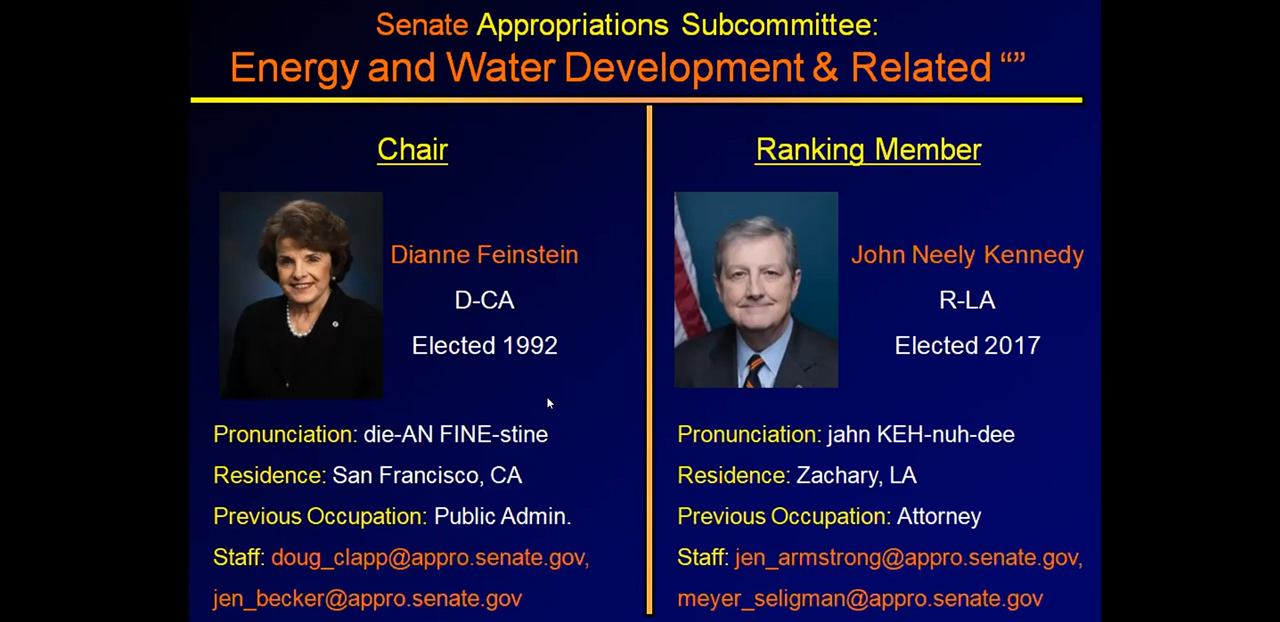 Senate Appropriations Subcommittee:
Energy and Water Development & Related “”
Chair
Dianne Feinstein
D-CA
Elected 1992
Pronunciation: die-AN FINE-stine
Residence: San Francisco, CA
Previous Occupation: Public Admin.
Staff: doug_clapp@appro.senate.gov,
jen_becker@appro.senate.gov
Ranking Member
John Neely Kennedy
R-LA
Elected 2017
Pronunciation: jahn KEH-nuh-dee
Residence: Zachary, LA
Previous Occupation: Attorney
Staff: jen_armstrong@appro.senate.gov,
meyer_seligman@appro.senate.gov